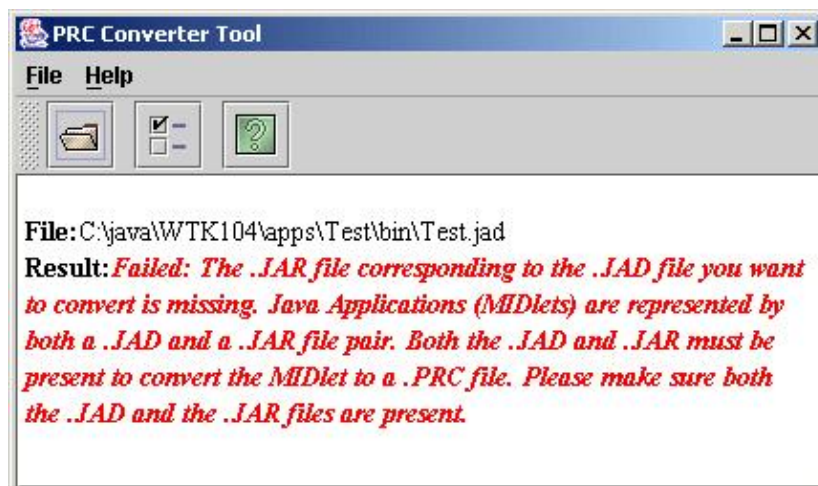 PRC Converter Tool
File Help
File:C:\java\WTK104\apps\Test\bin\Test.jad
Result:Failed: The .JAR file corresponding to the .JAD file you want
to convert is missing. Java Applications (MIDlets) are represented by
both a .JAD and a .JAR file pair. Both the .JAD and .JAR must be
present to convert the MIDlet to a .PRC file. Please make sure both
the .JAD and the .JAR files are present.